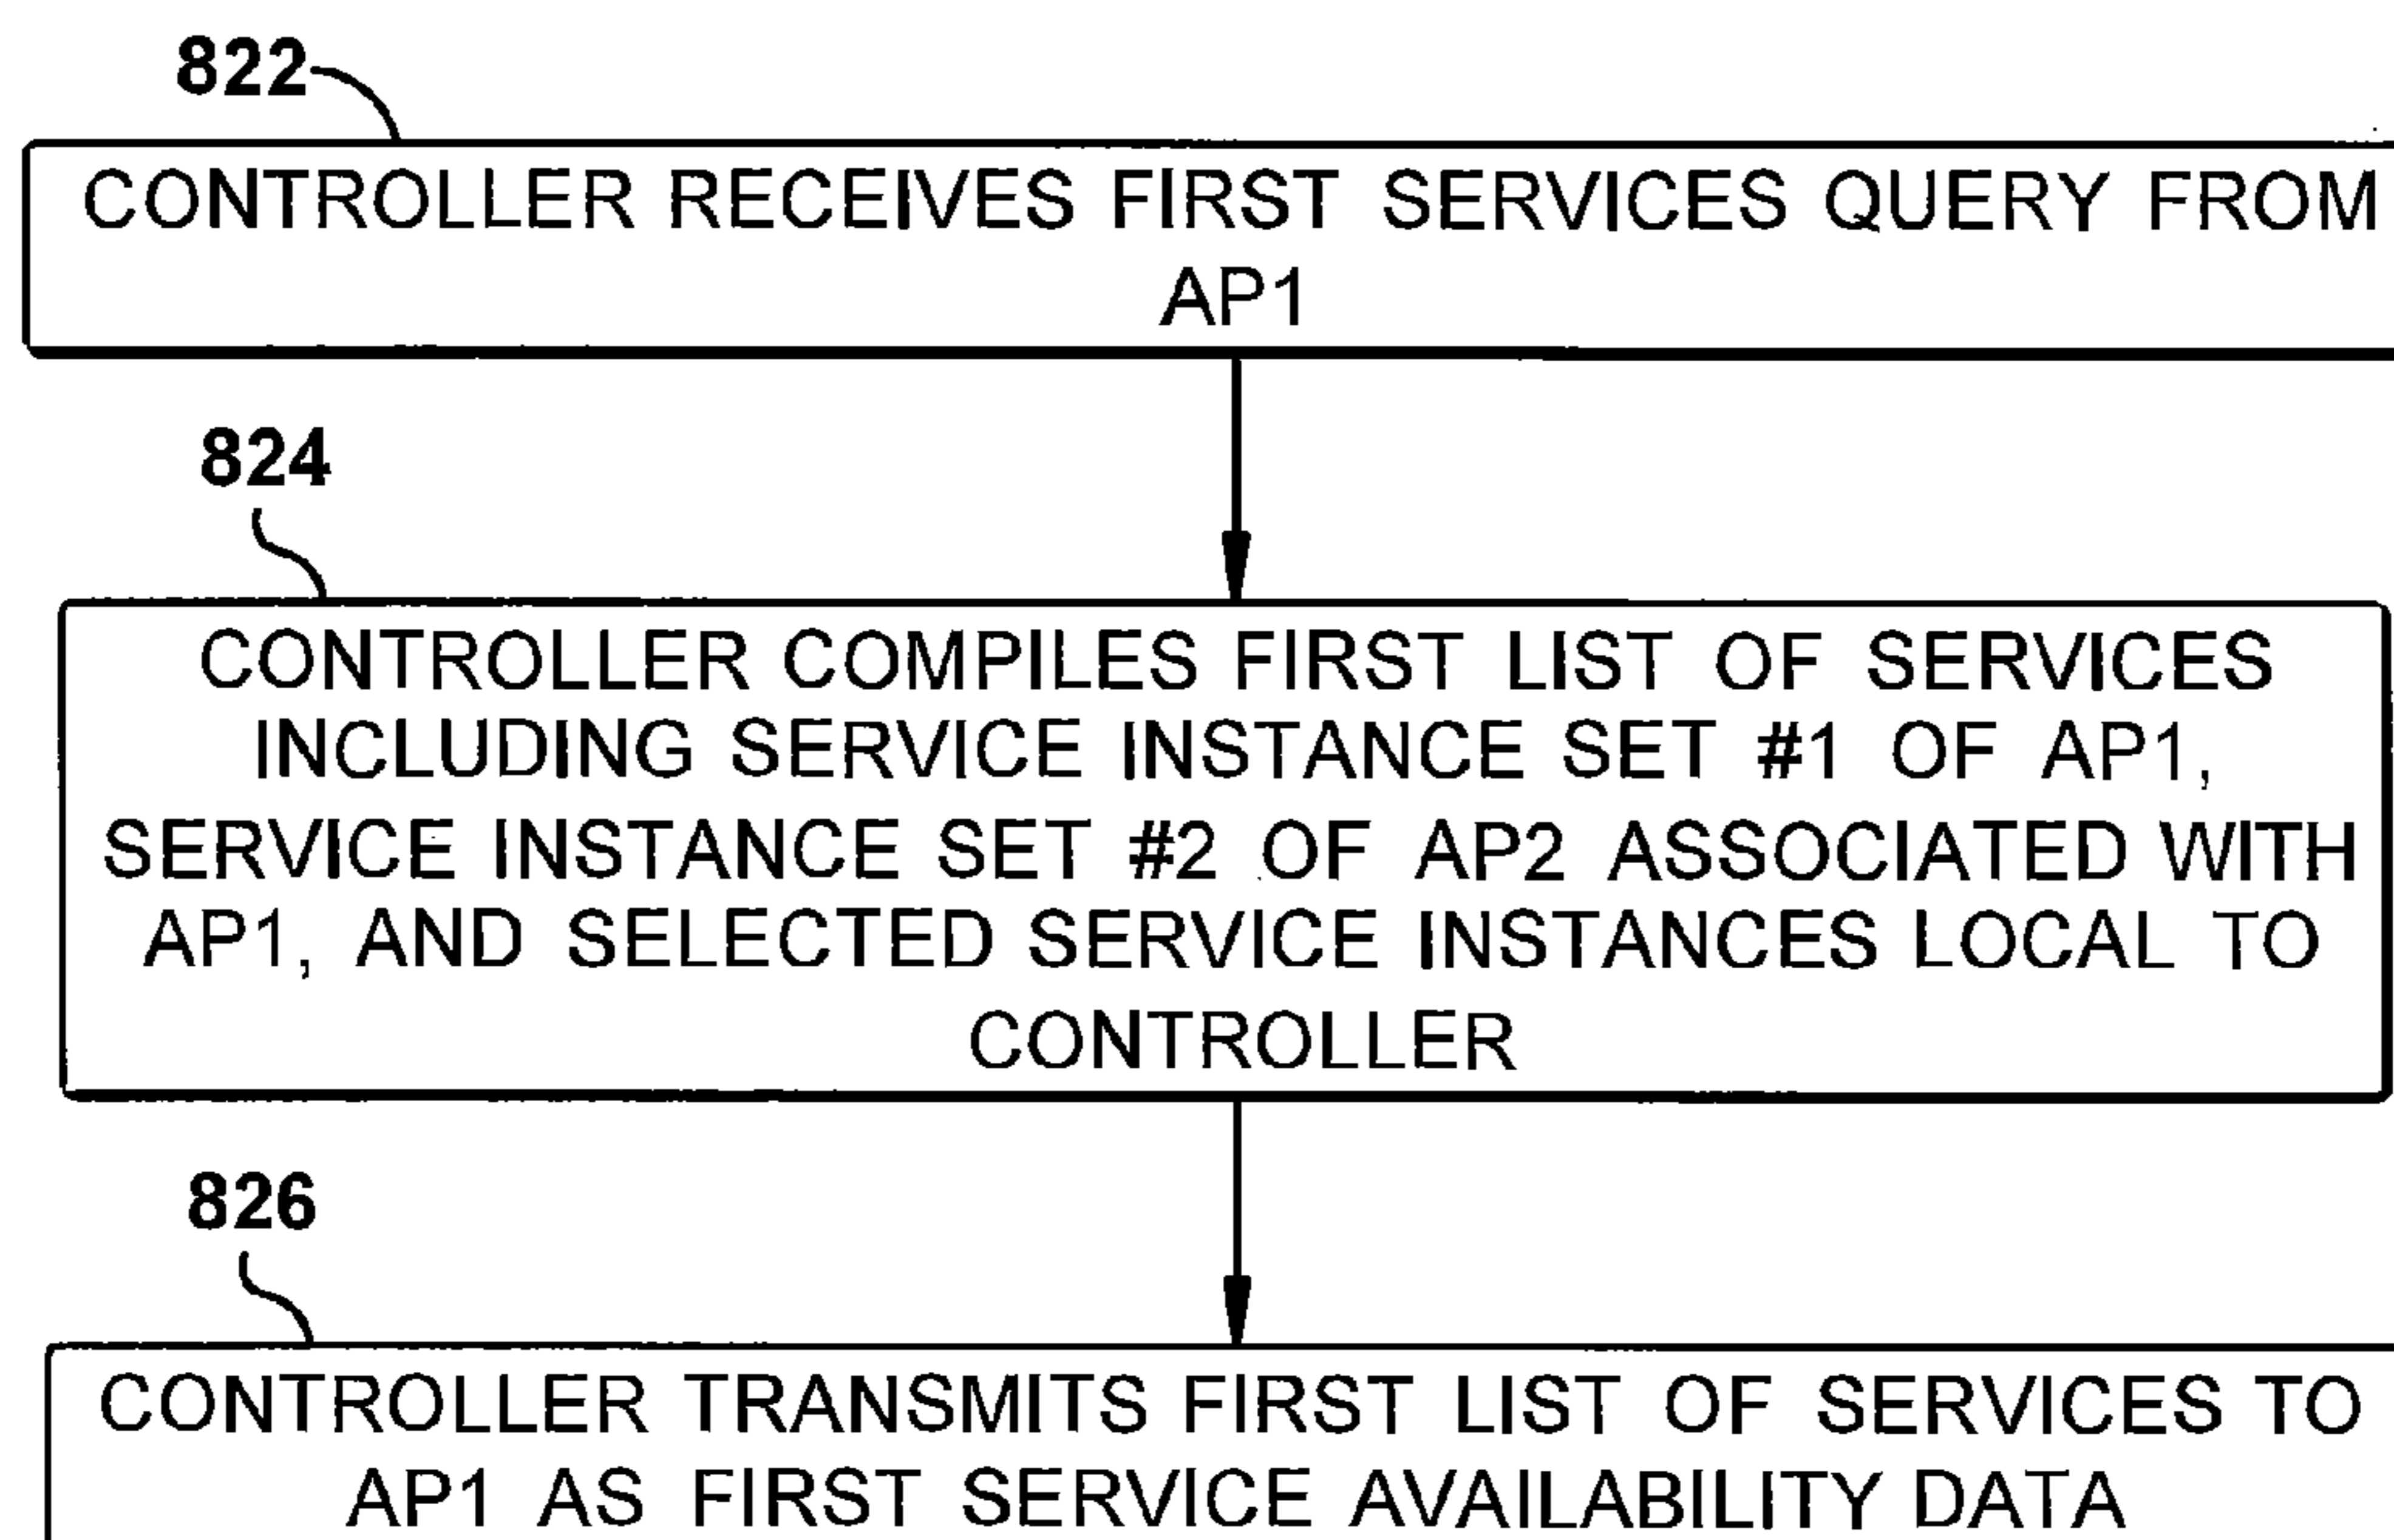 822
CONTROLLER RECEIVES FIRST SERVICES QUERY FROM
AP1
824
CONTROLLER COMPILES FIRST LIST OF SERVICES
INCLUDING SERVICE INSTANCE SET #1 OF AP1,
SERVICE INSTANCE SET #2 OF AP2 ASSOCIATED WITH
AP1, AND SELECTED SERVICE INSTANCES LOCAL TO
CONTROLLER
826
CONTROLLER TRANSMITS FIRST LIST OF SERVICES TO
AP1 AS FIRST SERVICE AVAILABILITY DATA